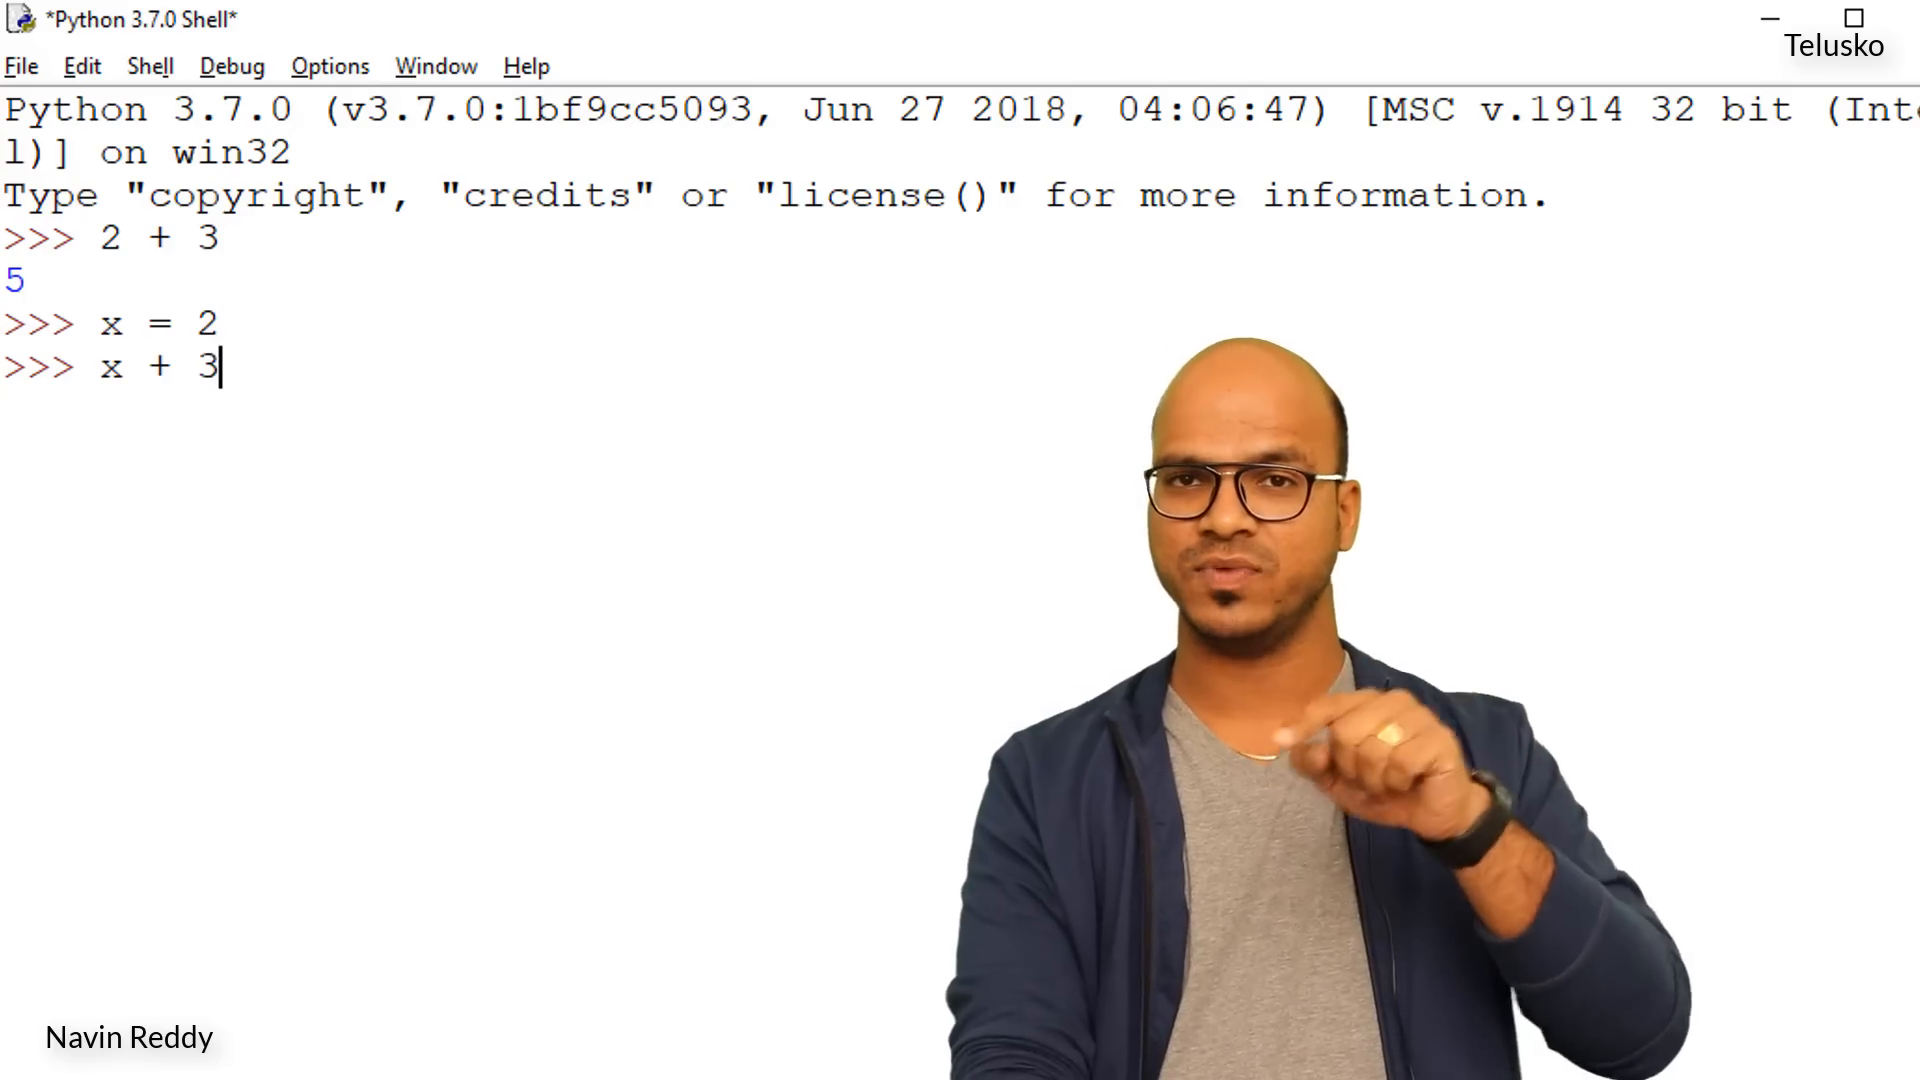 *Python 3.7.0 Shell*
Telusko
File Edit Shell Debug Options Window Help
Python 3.7.0 (v3.7.0:1bf9cc5093, Jun 27 2018, 04:06:47) [MSC v.1914 32 bit (Inte
l)] on win32
Type "copyright", "credits" or "license()" for more information.
>>> 2 + 3
5
>>> x = 2
>>> x + 3
Navin Reddy